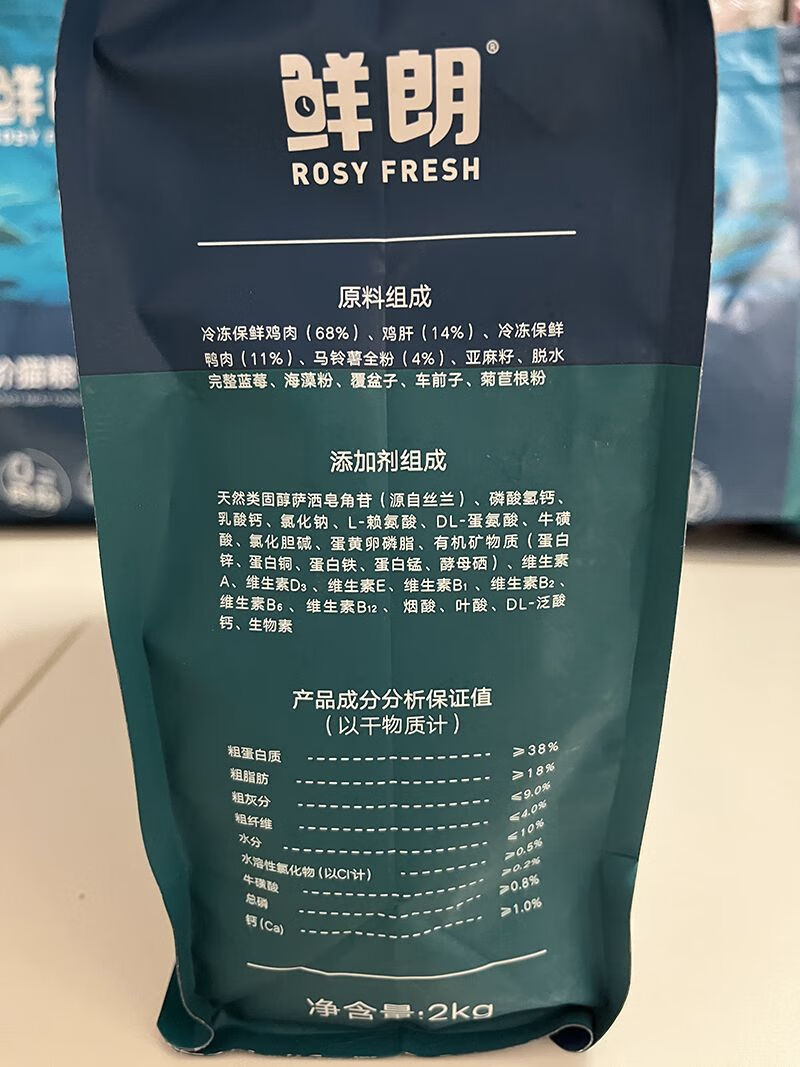 鲜朗®
ROSY FRESH
原料组成
冷冻保鲜鸡肉（68%）、鸡肝（14%）、冷冻保鲜
鸭肉（11%）、马铃薯全粉（4%）、亚麻籽、脱水
完整蓝莓、海藻粉、覆盆子、车前子、菊苣根粉
添加剂组成
天然类固醇萨洒皂角苷（源自丝兰）、磷酸氢钙、
乳酸钙、氯化钠、L-赖氨酸、DL-蛋氨酸、牛磺
酸、氯化胆碱、蛋黄卵磷脂、有机矿物质（蛋白
锌、蛋白铜、蛋白铁、蛋白锰、酵母硒）、维生素
A、维生素D₃、维生素E、维生素B₁、维生素B₂、
维生素B₆、维生素B₁₂、烟酸、叶酸、DL-泛酸
钙、生物素
产品成分分析保证值
（以干物质计）
粗蛋白质 ≥38%
粗脂肪 ≥18%
粗灰分 ≤9.0%
粗纤维 ≤4.0%
水分 ≤10%
水溶性氯化物（以Cl计） ≥0.5%
牛磺酸 ≥0.2%
总磷 ≥0.8%
钙(Ca) ≥1.0%
净含量:2kg
鲜
ROSY F
价猫粮